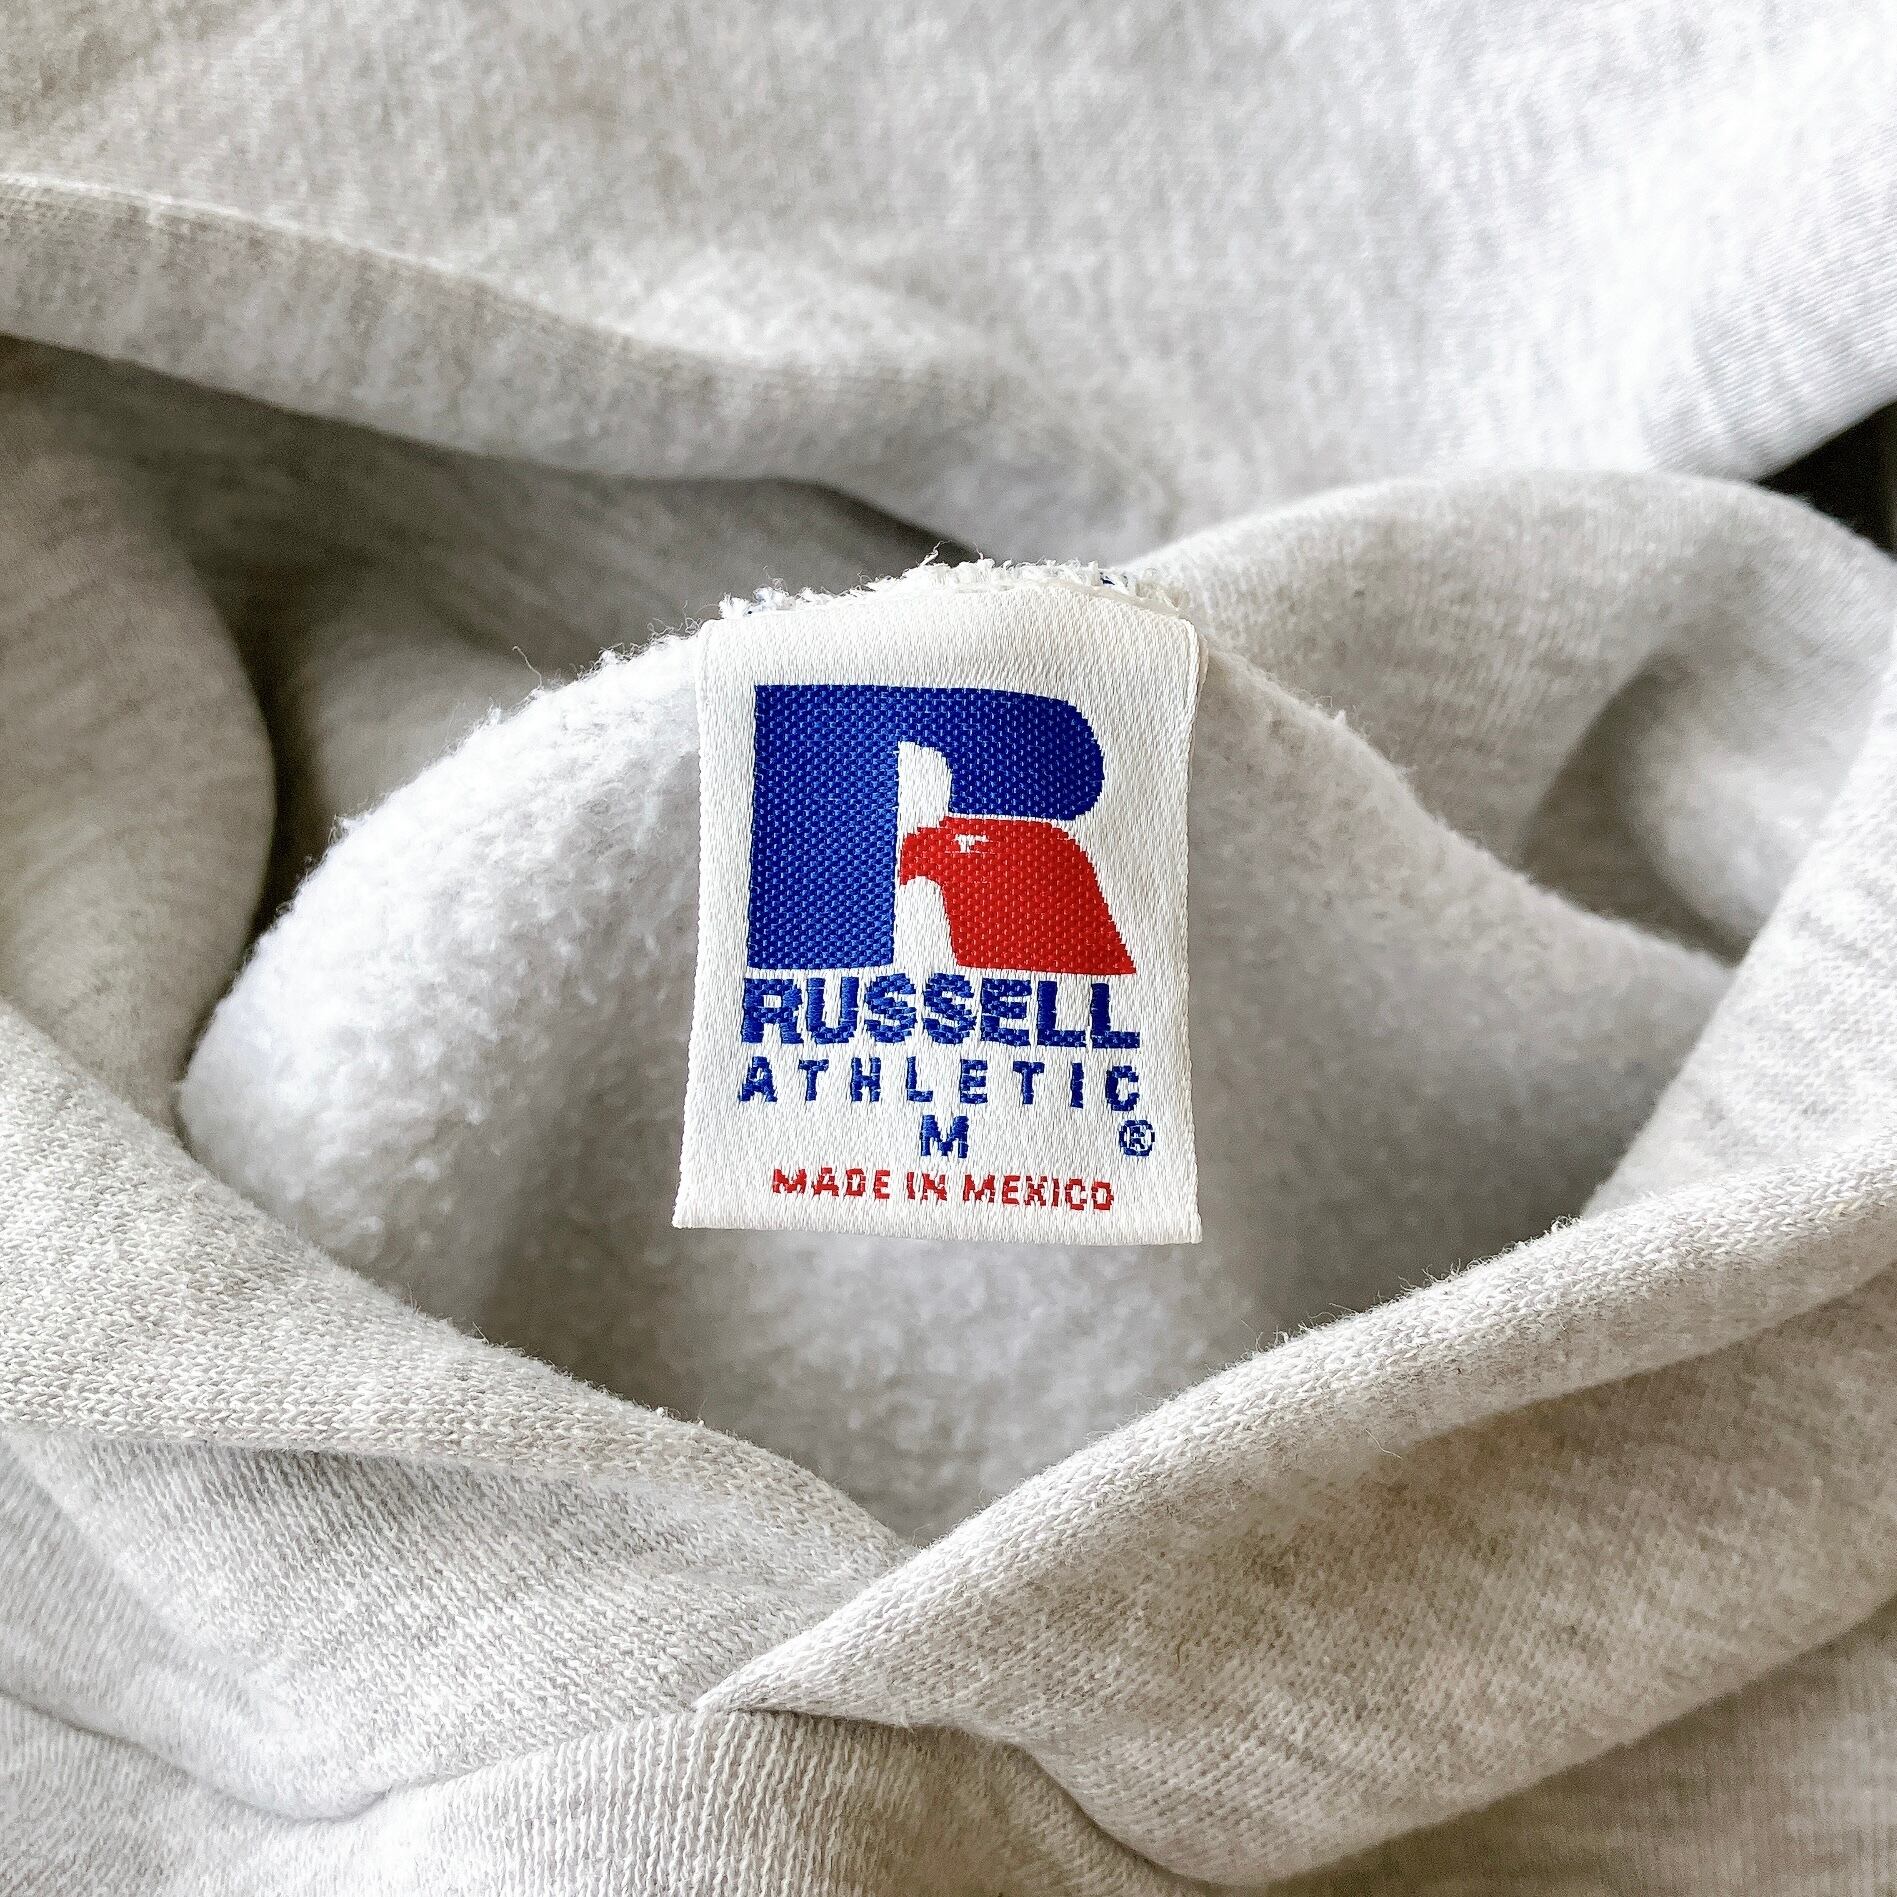 RUSSELL
ATHLETIC
M ®
MADE IN MEXICO